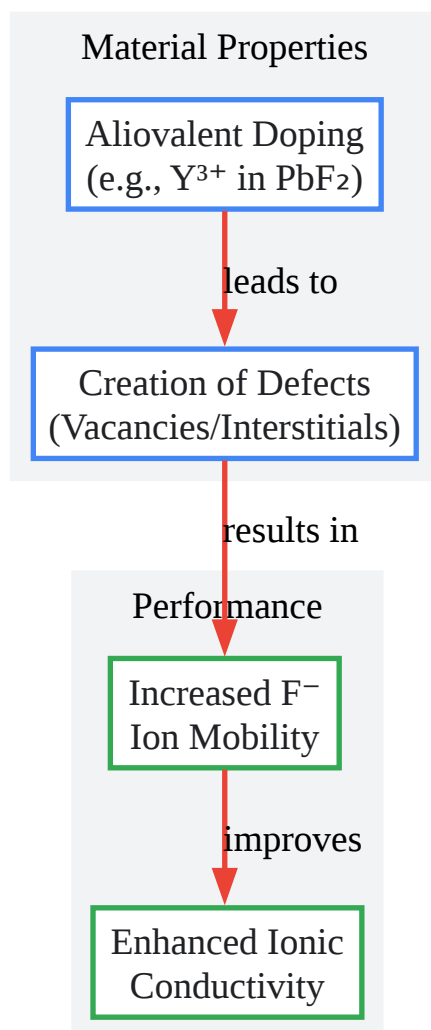 Material Properties
Aliovalent Doping
(e.g., Y³⁺ in PbF₂)
leads to
Creation of Defects
(Vacancies/Interstitials)
results in
Performance
Increased F⁻
Ion Mobility
improves
Enhanced Ionic
Conductivity